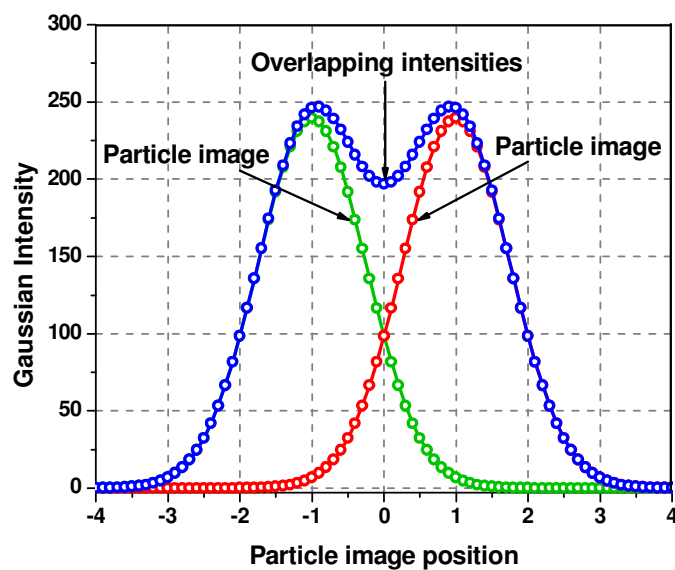 300
250
200
150
100
50
0
Gaussian Intensity
Overlapping intensities
Particle image
Particle image
-4 -3 -2 -1 0 1 2 3 4
Particle image position